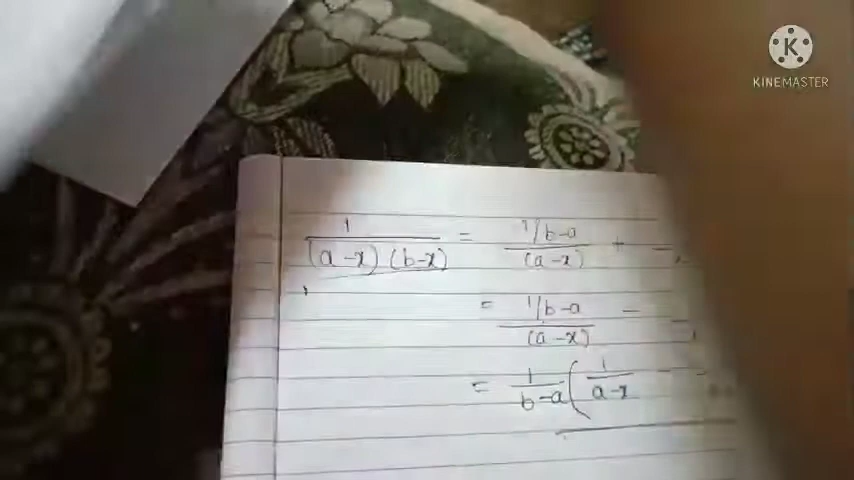 K
KINEMASTER
1/(a-x)(b-x) = 1/b-a/(a-x) +
= 1/b-a/(a-x) -
= 1/b-a ( 1/a-x -